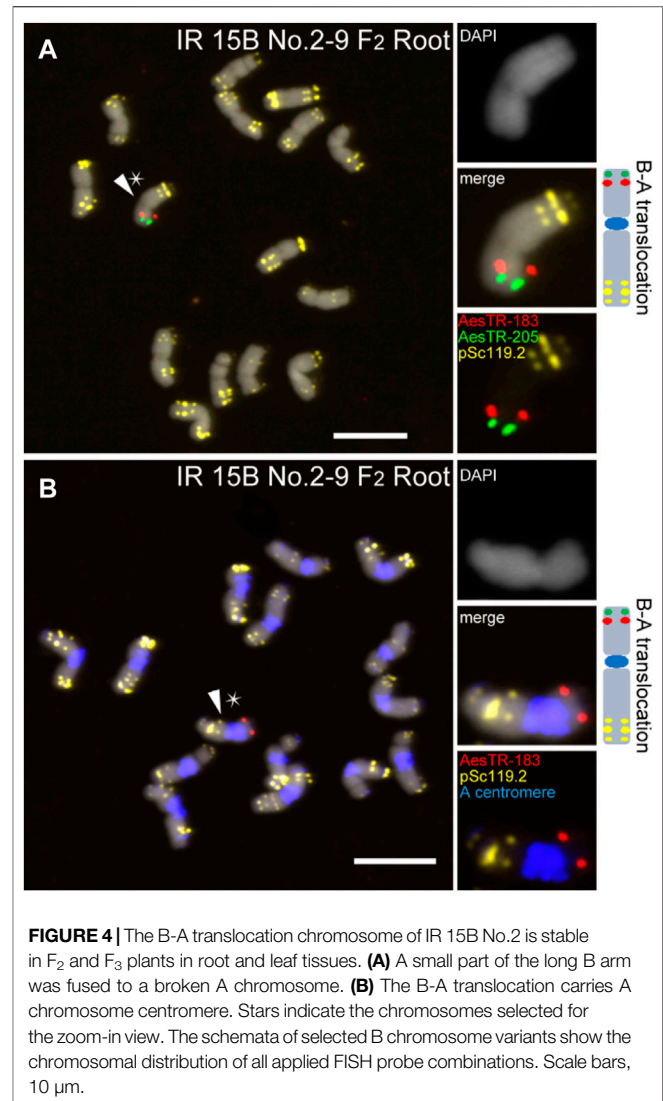 A
IR 15B No.2-9 F2 Root
DAPI
merge
B-A translocation
AesTR-183
AesTR-205
pSc119.2
B
IR 15B No.2-9 F2 Root
DAPI
merge
B-A translocation
AesTR-183
pSc119.2
A centromere
FIGURE 4 | The B-A translocation chromosome of IR 15B No.2 is stable
in F2 and F3 plants in root and leaf tissues. (A) A small part of the long B arm
was fused to a broken A chromosome. (B) The B-A translocation carries A
chromosome centromere. Stars indicate the chromosomes selected for
the zoom-in view. The schemata of selected B chromosome variants show the
chromosomal distribution of all applied FISH probe combinations. Scale bars,
10 μm.